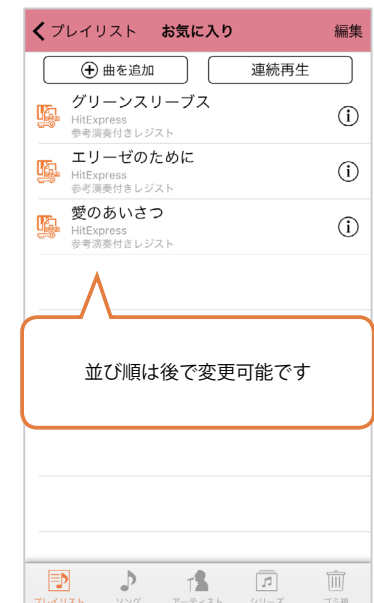 プレイリスト お気に入り 編集
曲を追加 連続再生
グリーンスリーブス
HitExpress
参考演奏付きレジスト
エリーゼのために
HitExpress
参考演奏付きレジスト
愛のあいさつ
HitExpress
参考演奏付きレジスト
並び順は後で変更可能です
プレイリスト ソング アーティスト シリーズ ゴミ箱